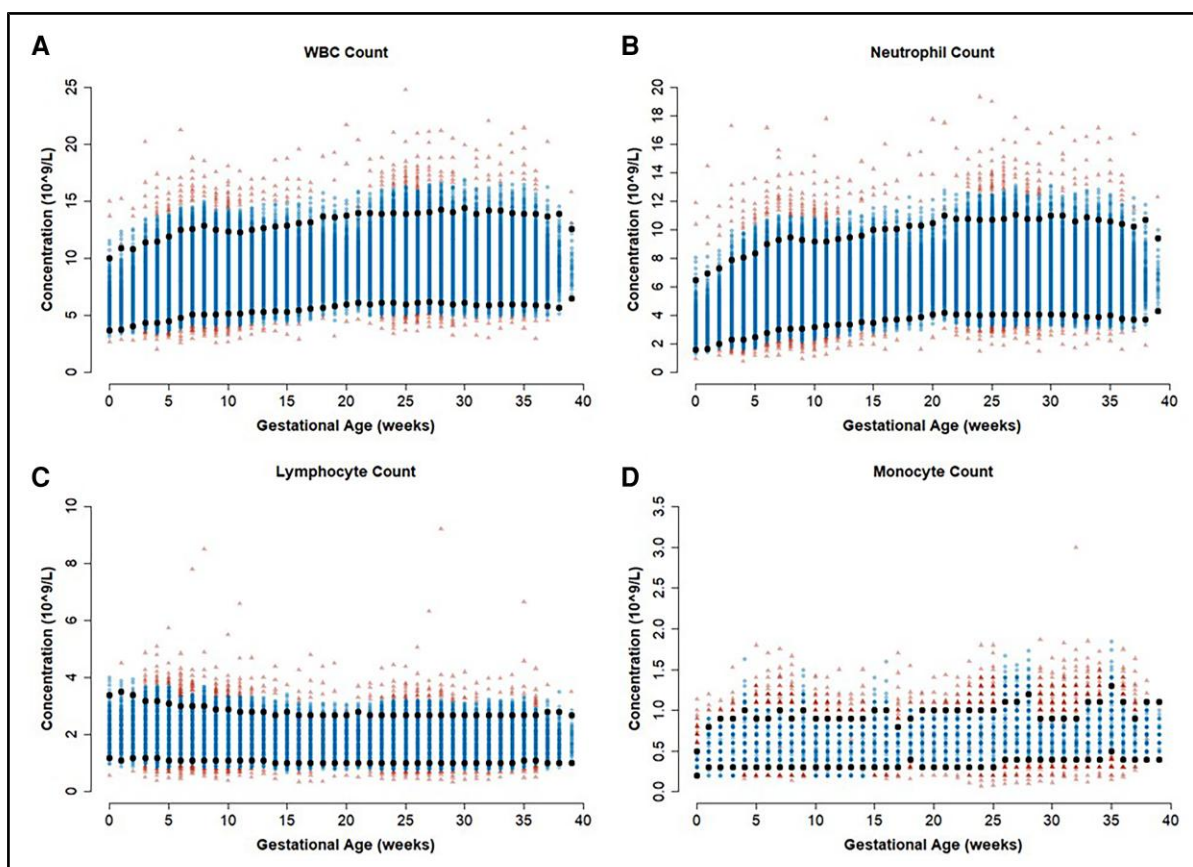 A
WBC Count
Concentration (10^9/L)
25
20
15
10
5
0
0 5 10 15 20 25 30 35 40
Gestational Age (weeks)
B
Neutrophil Count
Concentration (10^9/L)
20
18
16
14
12
10
8
6
4
2
0
0 5 10 15 20 25 30 35 40
Gestational Age (weeks)
C
Lymphocyte Count
Concentration (10^9/L)
10
8
6
4
2
0
0 5 10 15 20 25 30 35 40
Gestational Age (weeks)
D
Monocyte Count
Concentration (10^9/L)
3.5
3.0
2.5
2.0
1.5
1.0
0.5
0.0
0 5 10 15 20 25 30 35 40
Gestational Age (weeks)